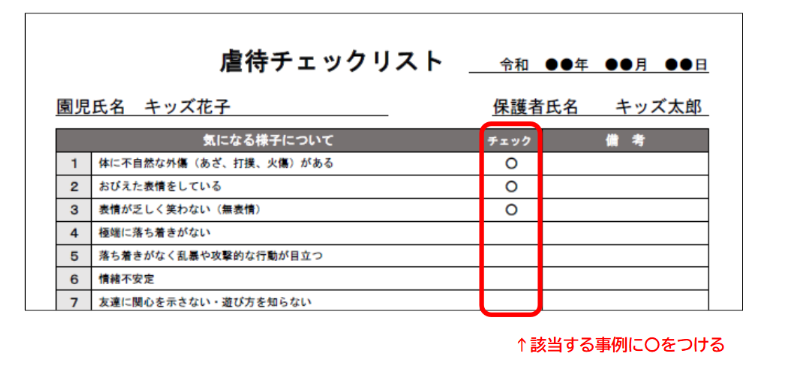 虐待チェックリスト 令和 ●●年 ●●月 ●●日
園児氏名 キッズ花子 保護者氏名 キッズ太郎
気になる様子について チェック 備 考
1 体に不自然な外傷（あざ、打撲、火傷）がある 〇
2 おびえた表情をしている 〇
3 表情が乏しく笑わない（無表情） 〇
4 極端に落ち着きがない
5 落ち着きがなく乱暴や攻撃的な行動が目立つ
6 情緒不安定
7 友達に関心を示さない・遊び方を知らない
↑該当する事例に〇をつける